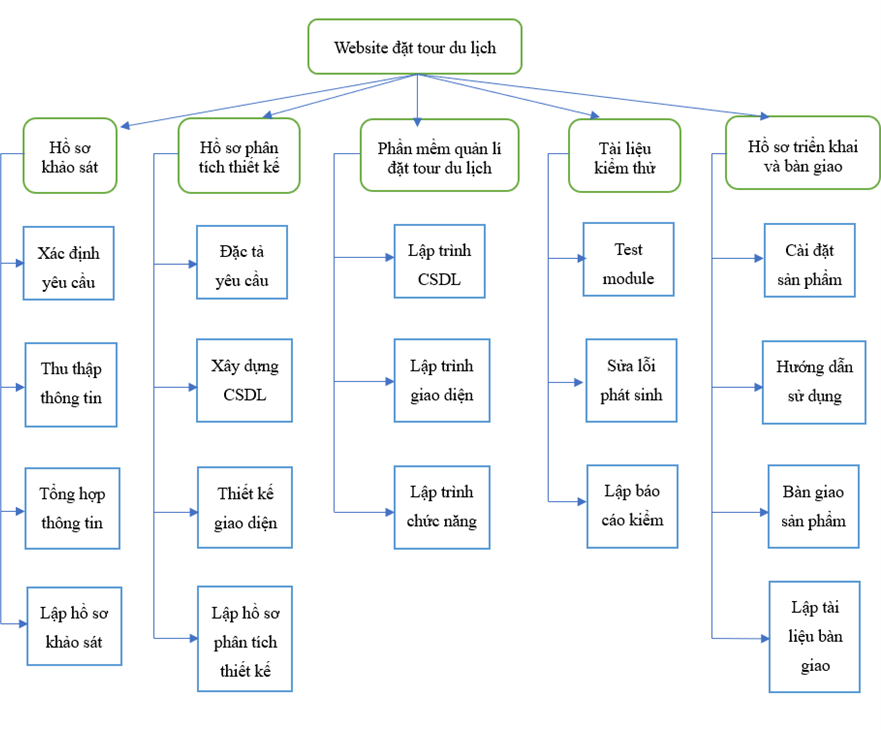 Website đặt tour du lịch
Hồ sơ
khảo sát
Hồ sơ phân
tích thiết kế
Phần mềm quản lí
đặt tour du lịch
Tài liệu
kiểm thử
Hồ sơ triển khai
và bàn giao
Xác định
yêu cầu
Đặc tả
yêu cầu
Lập trình
CSDL
Test
module
Cài đặt
sản phẩm
Thu thập
thông tin
Xây dựng
CSDL
Lập trình
giao diện
Sửa lỗi
phát sinh
Hướng dẫn
sử dụng
Tổng hợp
thông tin
Thiết kế
giao diện
Lập trình
chức năng
Lập báo
cáo kiểm
Bàn giao
sản phẩm
Lập hồ sơ
khảo sát
Lập hồ sơ
phân tích
thiết kế
Lập tài
liệu bàn
giao